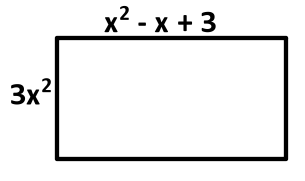 x² - x + 3
3x²